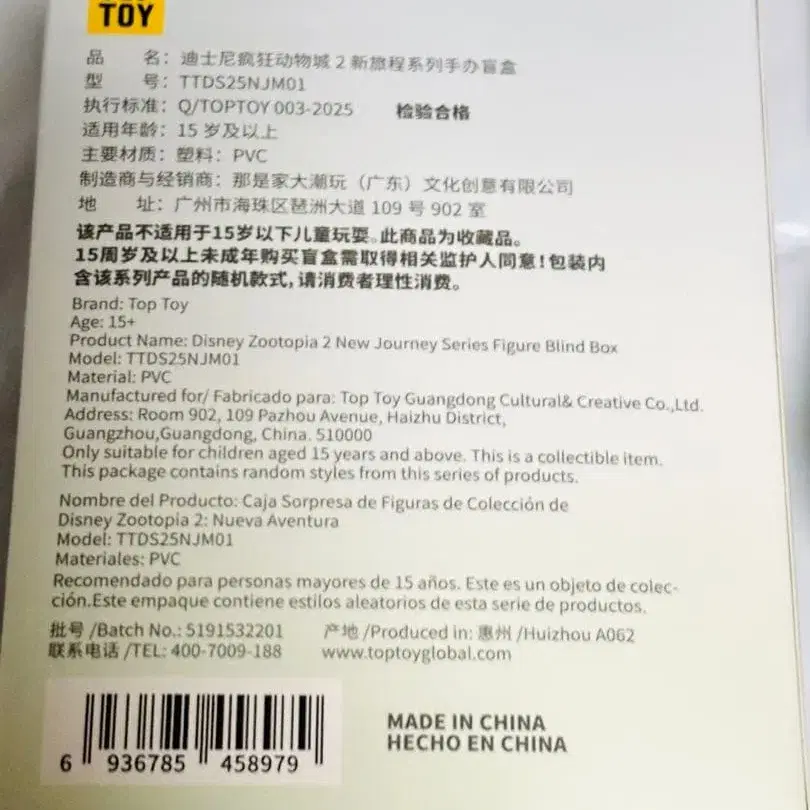 TOY
品 名：迪士尼疯狂动物城 2 新旅程系列手办盲盒
型 号：TTDS25NJM01
执行标准：Q/TOPTOY 003-2025 检验合格
适用年龄：15 岁及以上
主要材质：塑料：PVC
制造商与经销商：那是家大潮玩（广东）文化创意有限公司
地 址：广州市海珠区琶洲大道 109 号 902 室
该产品不适用于15岁以下儿童玩耍。此商品为收藏品。
15周岁及以上未成年购买盲盒需取得相关监护人同意！包装内
含该系列产品的随机款式，请消费者理性消费。
Brand: Top Toy
Age: 15+
Product Name: Disney Zootopia 2 New Journey Series Figure Blind Box
Model: TTDS25NJM01
Material: PVC
Manufactured for/ Fabricado para: Top Toy Guangdong Cultural& Creative Co.,Ltd.
Address: Room 902, 109 Pazhou Avenue, Haizhu District,
Guangzhou,Guangdong, China. 510000
Only suitable for children aged 15 years and above. This is a collectible item.
This package contains random styles from this series of products.
Nombre del Producto: Caja Sorpresa de Figuras de Colección de
Disney Zootopia 2: Nueva Aventura
Model: TTDS25NJM01
Materiales: PVC
Recomendado para personas mayores de 15 años. Este es un objeto de colec-
ción.Este empaque contiene estilos aleatorios de esta serie de productos.
批号 /Batch No.: 5191532201 产地 /Produced in: 惠州 /Huizhou A062
联系电话 /TEL: 400-7009-188 www.toptoyglobal.com
6 936785 458979
MADE IN CHINA
HECHO EN CHINA